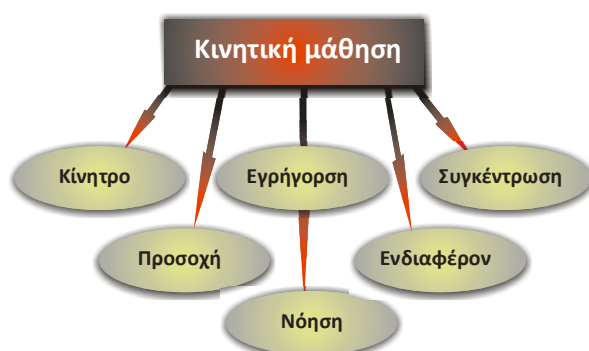 Κινητική μάθηση
Κίνητρο
Εγρήγορση
Συγκέντρωση
Προσοχή
Ενδιαφέρον
Νόηση